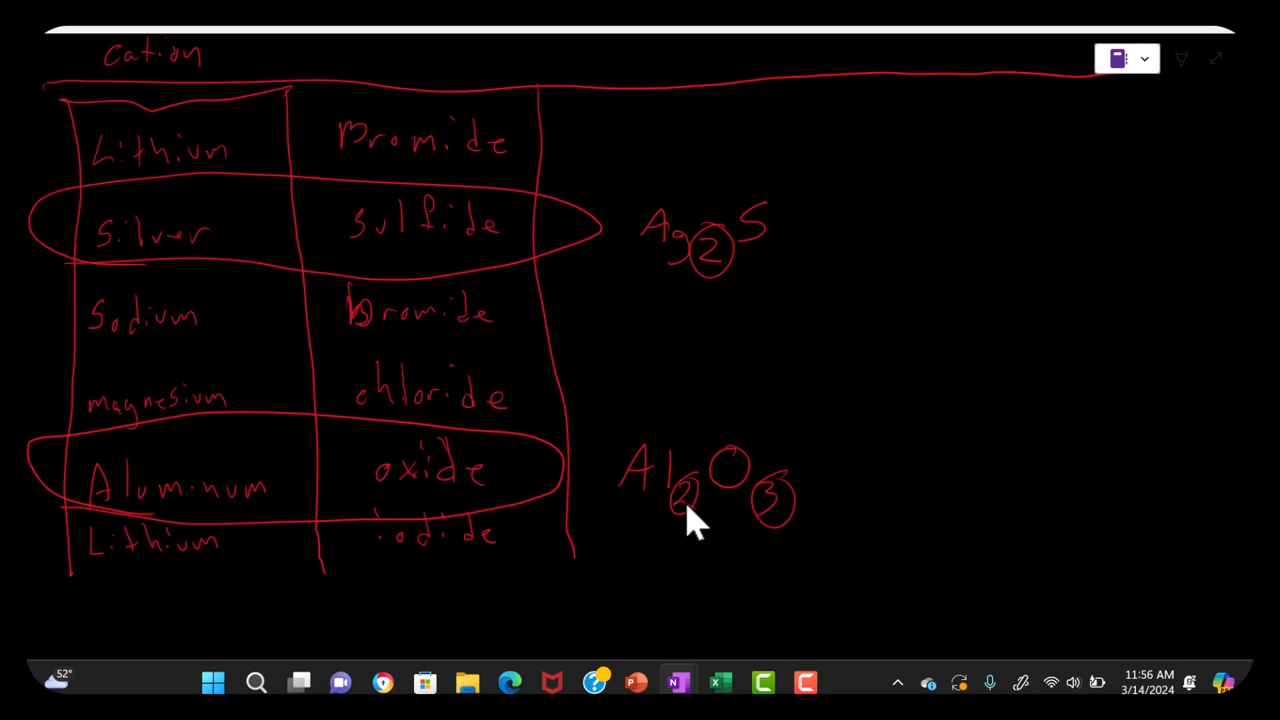 Cation
Lithium Bromide
Silver Sulfide Ag2S
Sodium bromide
magnesium chloride
Aluminum oxide Al2O3
Lithium iodide
52°
11:56 AM
3/14/2024